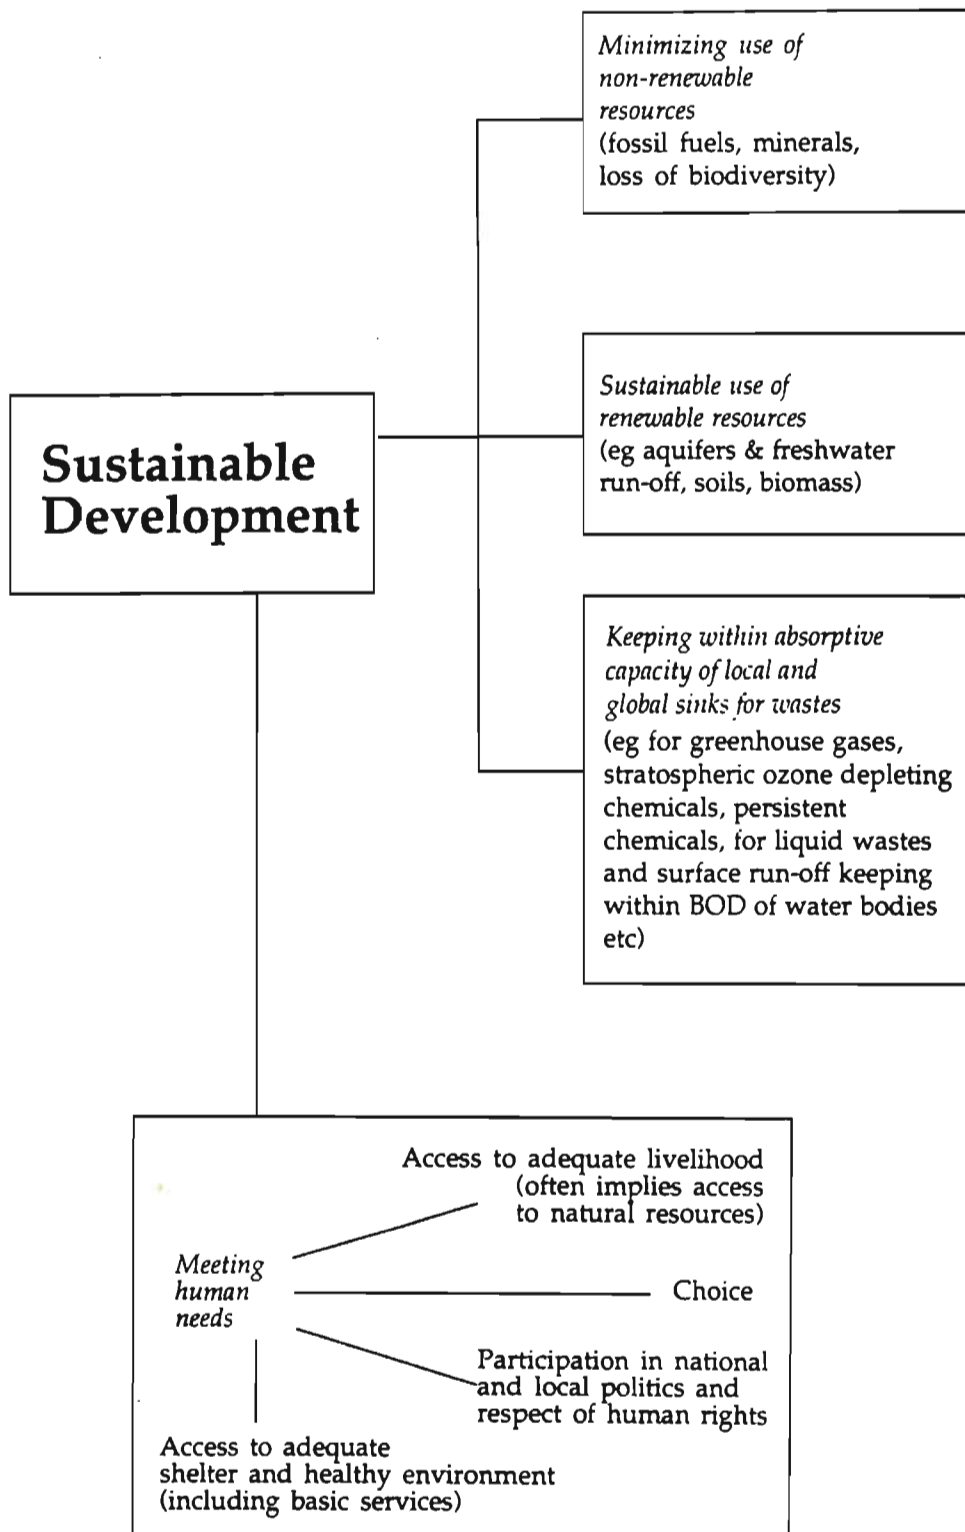 Minimizing use of
non-renewable
resources
(fossil fuels, minerals,
loss of biodiversity)
Sustainable
Development
Sustainable use of
renewable resources
(eg aquifers & freshwater
run-off, soils, biomass)
Keeping within absorptive
capacity of local and
global sinks for wastes
(eg for greenhouse gases,
stratospheric ozone depleting
chemicals, persistent
chemicals, for liquid wastes
and surface run-off keeping
within BOD of water bodies
etc)
Access to adequate livelihood
(often implies access
to natural resources)
Meeting
human
needs
Choice
Participation in national
and local politics and
respect of human rights
Access to adequate
shelter and healthy environment
(including basic services)